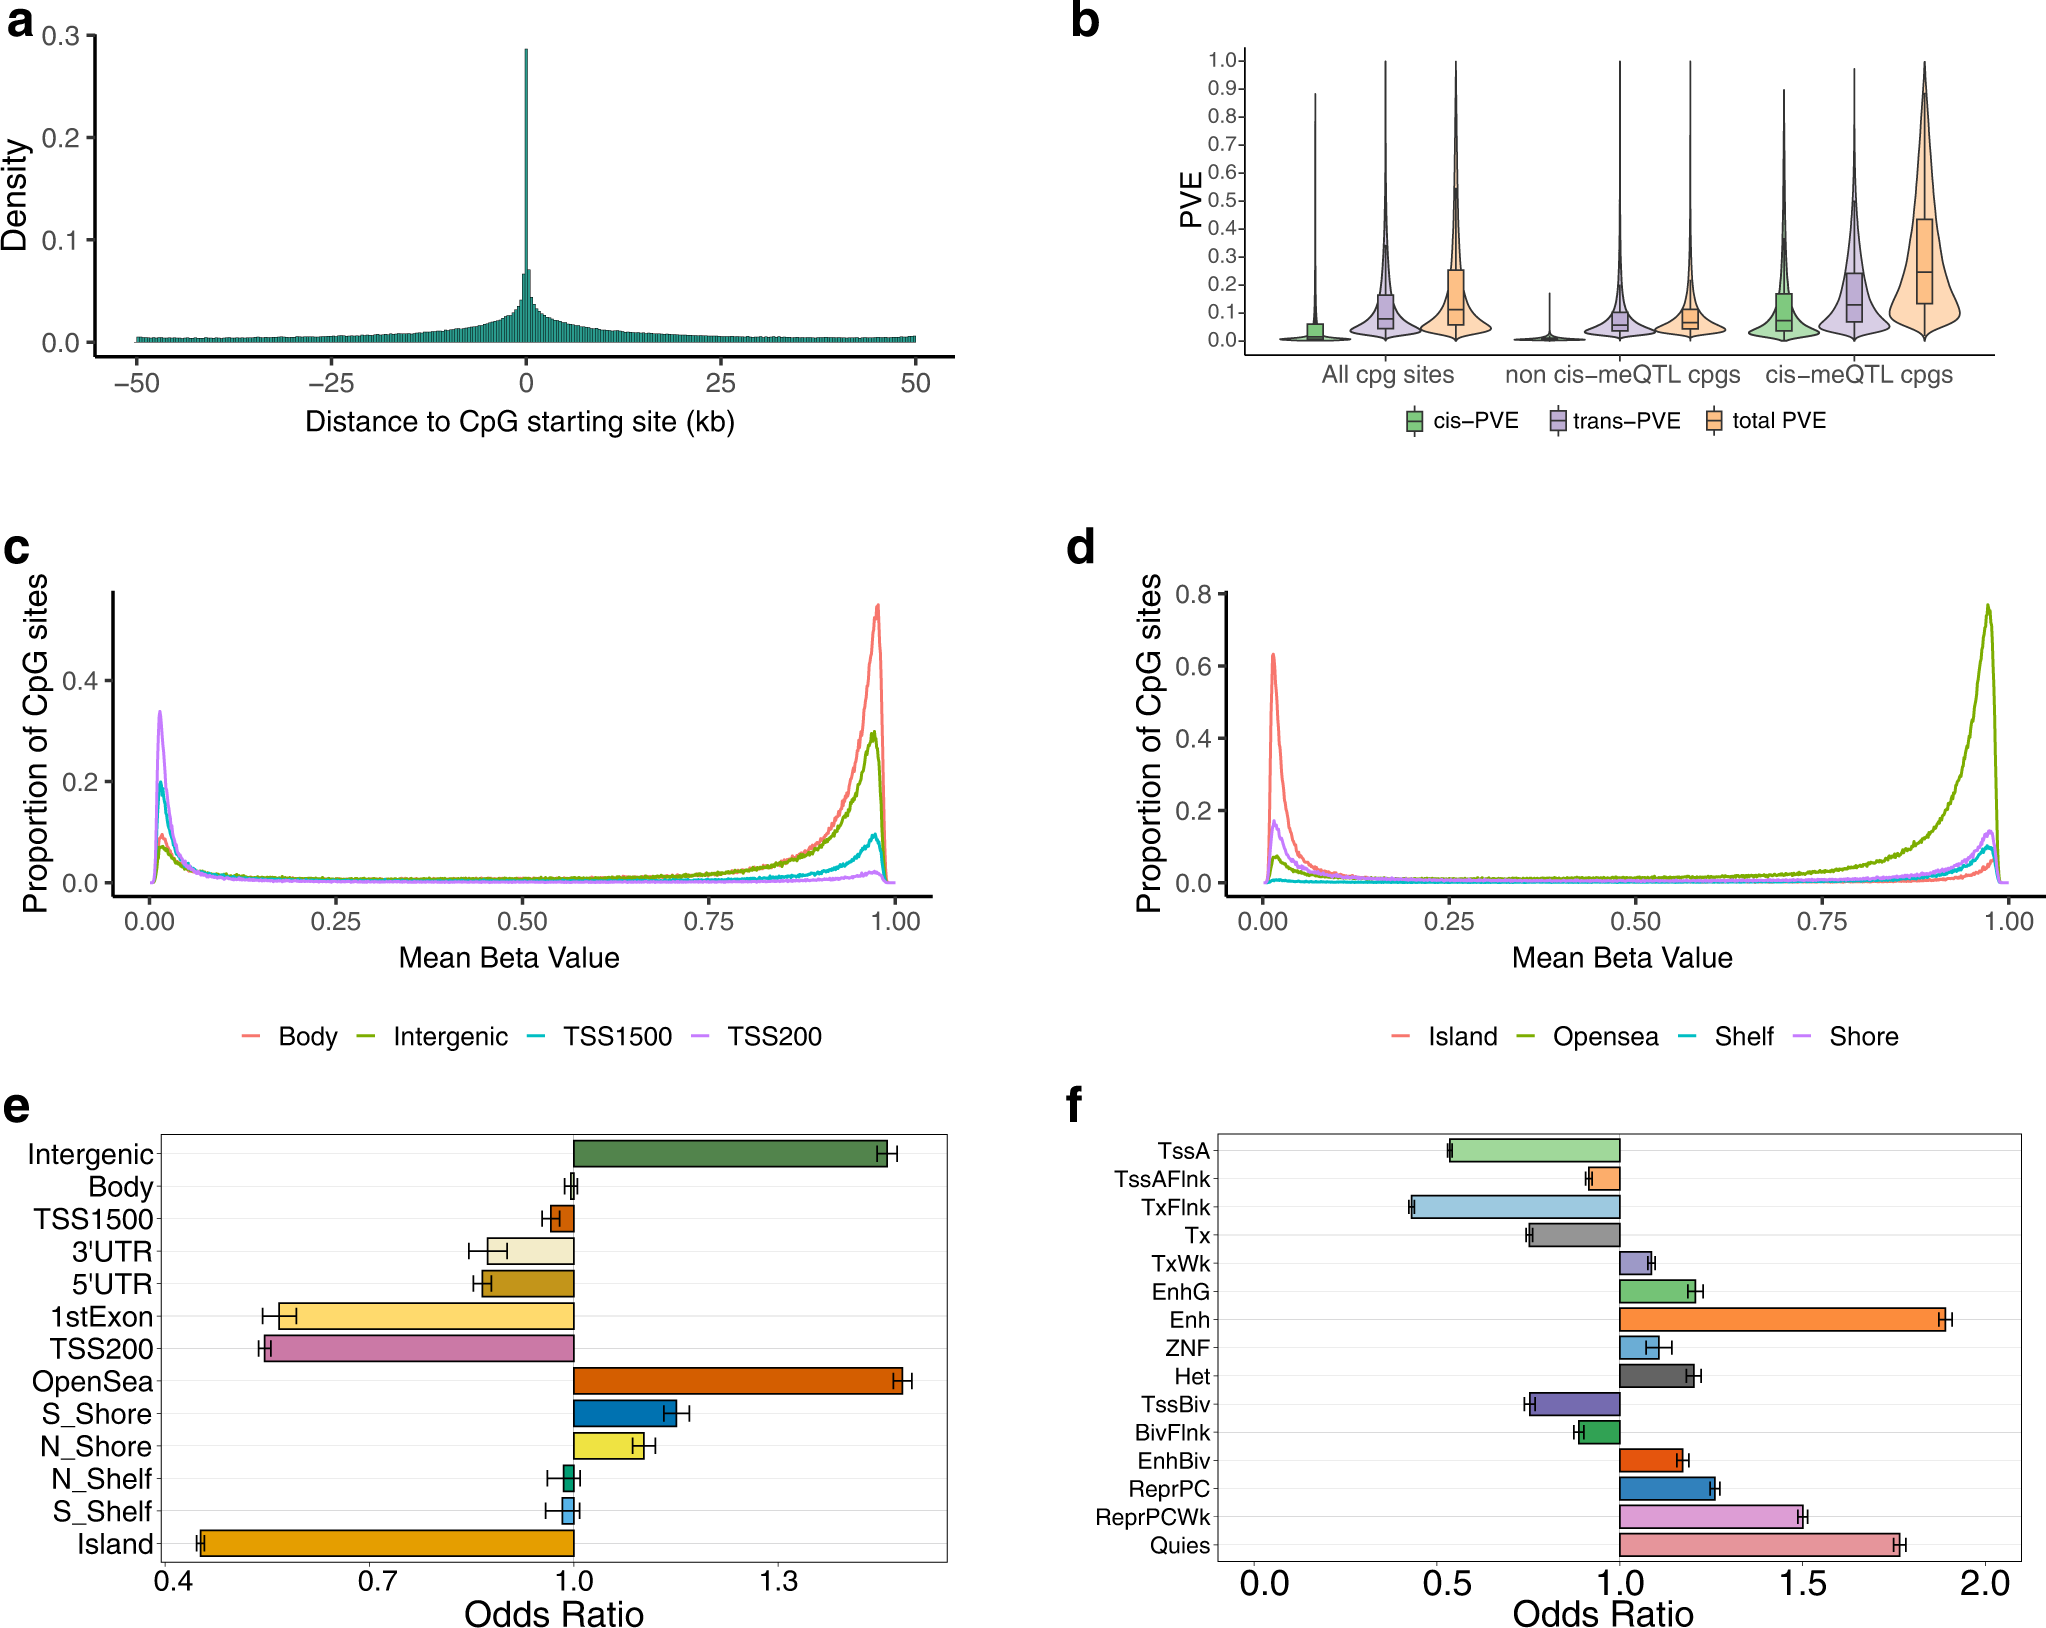 a
0.3
0.2
0.1
0.0
Density
−50
−25
0
25
50
Distance to CpG starting site (kb)
b
1.0
0.9
0.8
0.7
0.6
0.5
0.4
0.3
0.2
0.1
0.0
PVE
All cpg sites
non cis−meQTL cpgs
cis−meQTL cpgs
cis−PVE
trans−PVE
total PVE
c
Proportion of CpG sites
0.4
0.2
0.0
0.00
0.25
0.50
0.75
1.00
Mean Beta Value
Body
Intergenic
TSS1500
TSS200
d
Proportion of CpG sites
0.8
0.6
0.4
0.2
0.0
0.00
0.25
0.50
0.75
1.00
Mean Beta Value
Island
Opensea
Shelf
Shore
e
Intergenic
Body
TSS1500
3'UTR
5'UTR
1stExon
TSS200
OpenSea
S_Shore
N_Shore
N_Shelf
S_Shelf
Island
0.4
0.7
1.0
1.3
Odds Ratio
f
TssA
TssAFlnk
TxFlnk
Tx
TxWk
EnhG
Enh
ZNF
Het
TssBiv
BivFlnk
EnhBiv
ReprPC
ReprPCWk
Quies
0.0
0.5
1.0
1.5
2.0
Odds Ratio